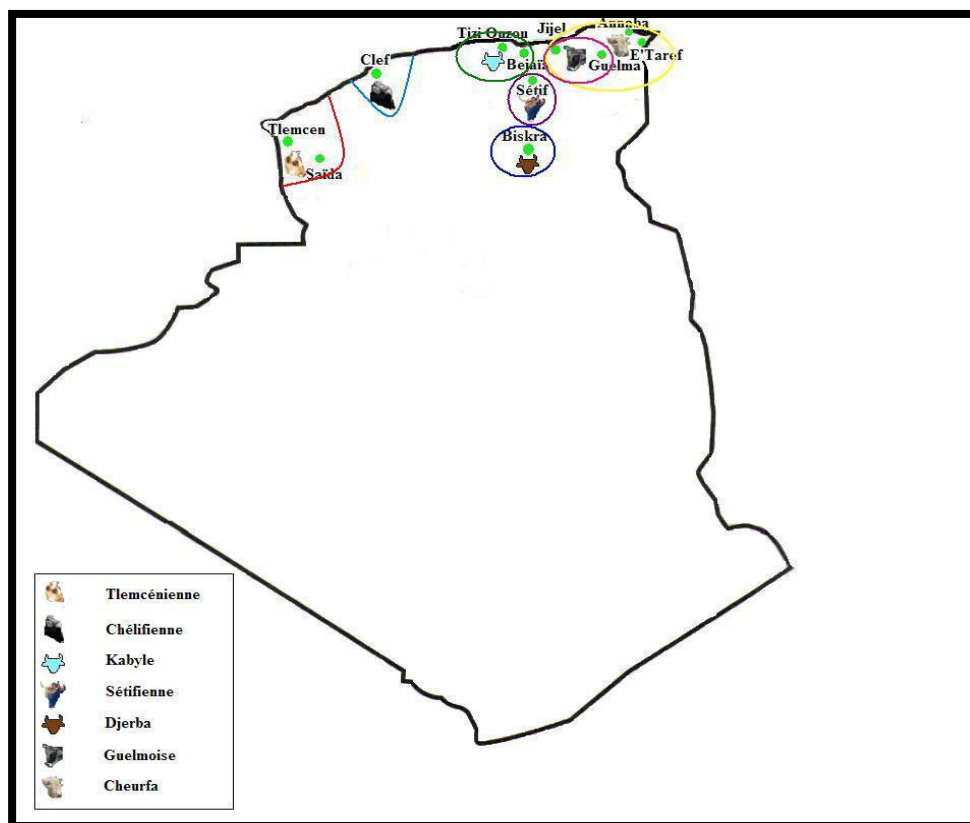 Annaba
Jijel
Tizi Ouzou
E'Taref
Clef
Bejaïa
Guelma
Sétif
Tlemcen
Biskra
Saïda
Tlemcénienne
Chélifienne
Kabyle
Sétifienne
Djerba
Guelmoise
Cheurfa